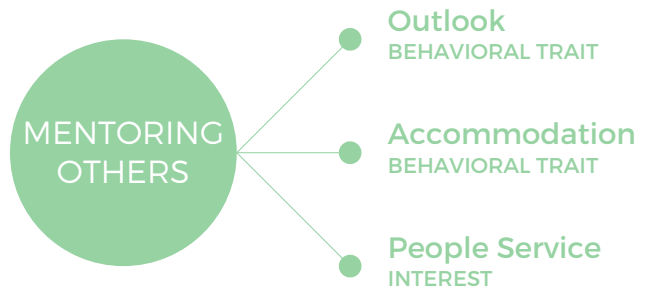 MENTORING
OTHERS
Outlook
BEHAVIORAL TRAIT
Accommodation
BEHAVIORAL TRAIT
People Service
INTEREST